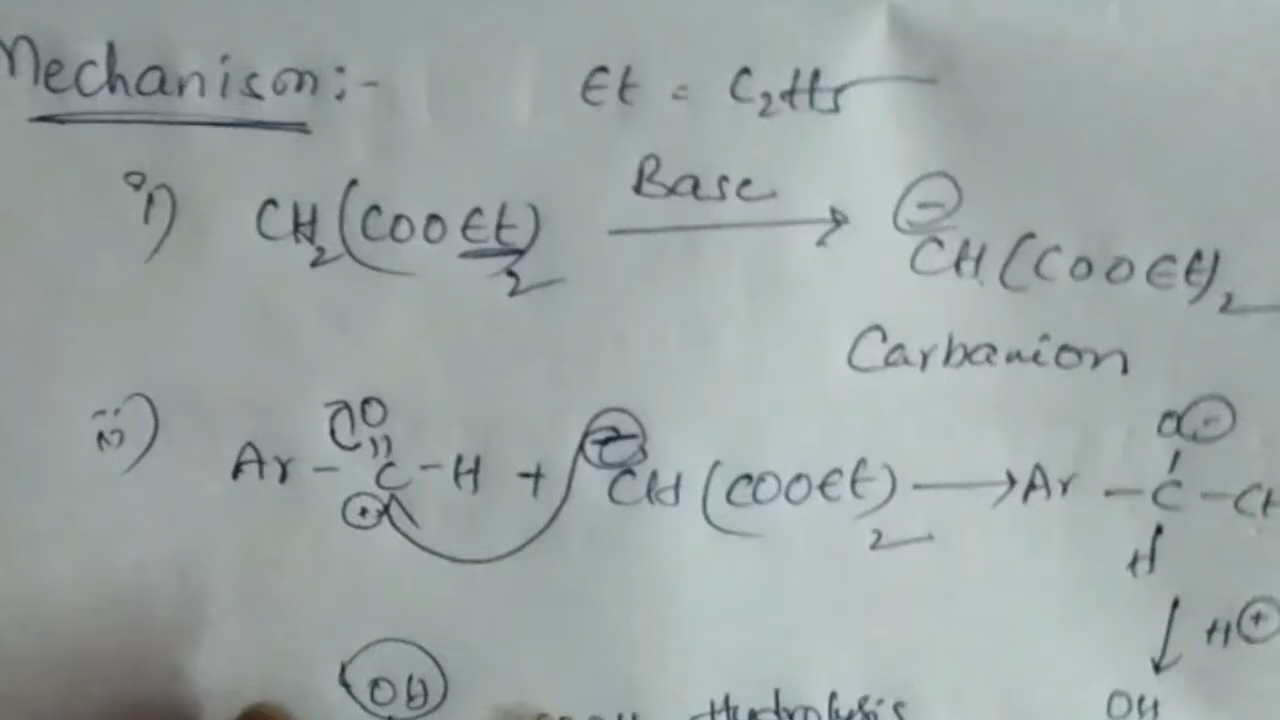 Mechanism:- Et = C2H5
i) CH2(COOEt)2 Base → ⊖CH(COOEt)2
Carbanion
O O⊖
ii) Ar - C - H + ⊖CH(COOEt)2 → Ar - C - CH
⊕ H
↓ H⊕
OH Hydrolysis OH